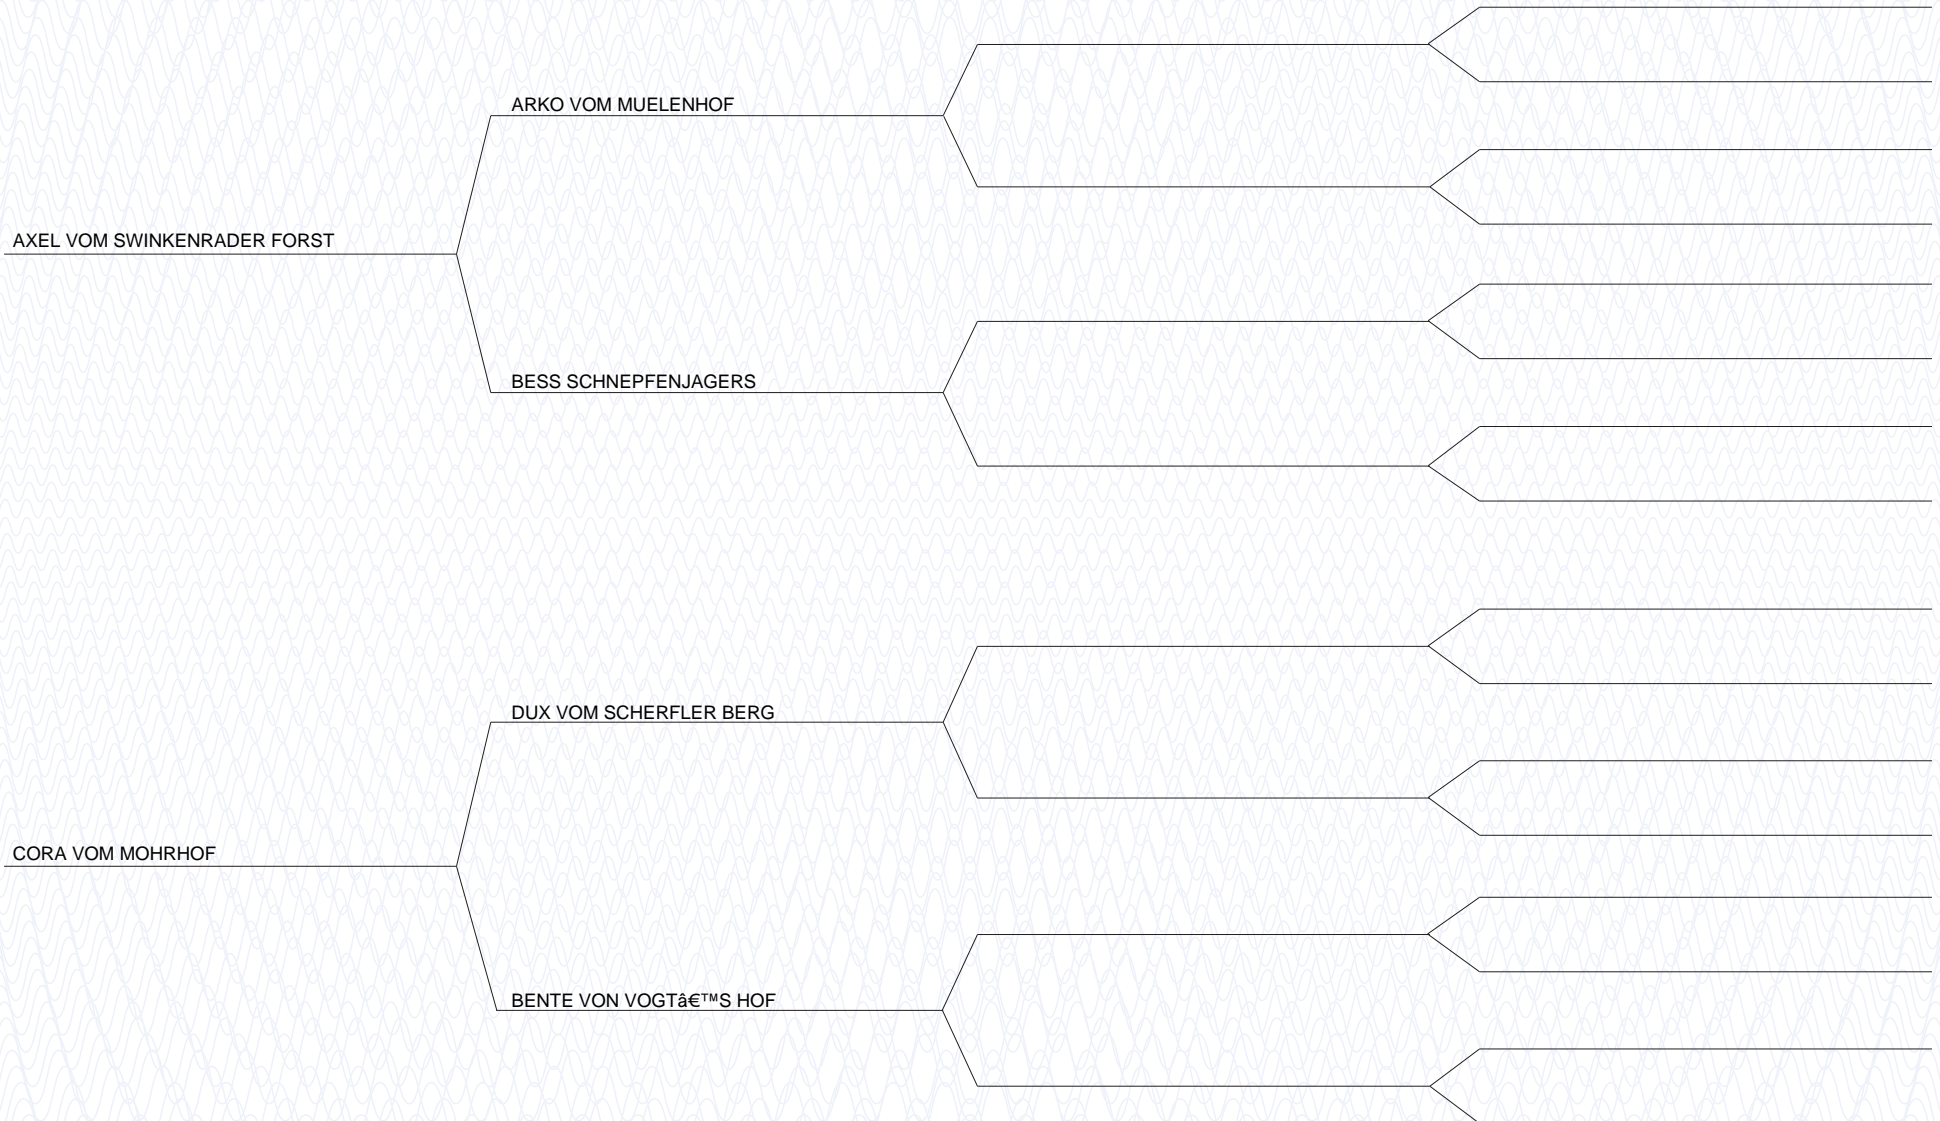 ARKO VOM MUELENHOF
AXEL VOM SWINKENRADER FORST
BESS SCHNEPFENJAGERS
DUX VOM SCHERFLER BERG
CORA VOM MOHRHOF
BENTE VON VOGTâ€™S HOF